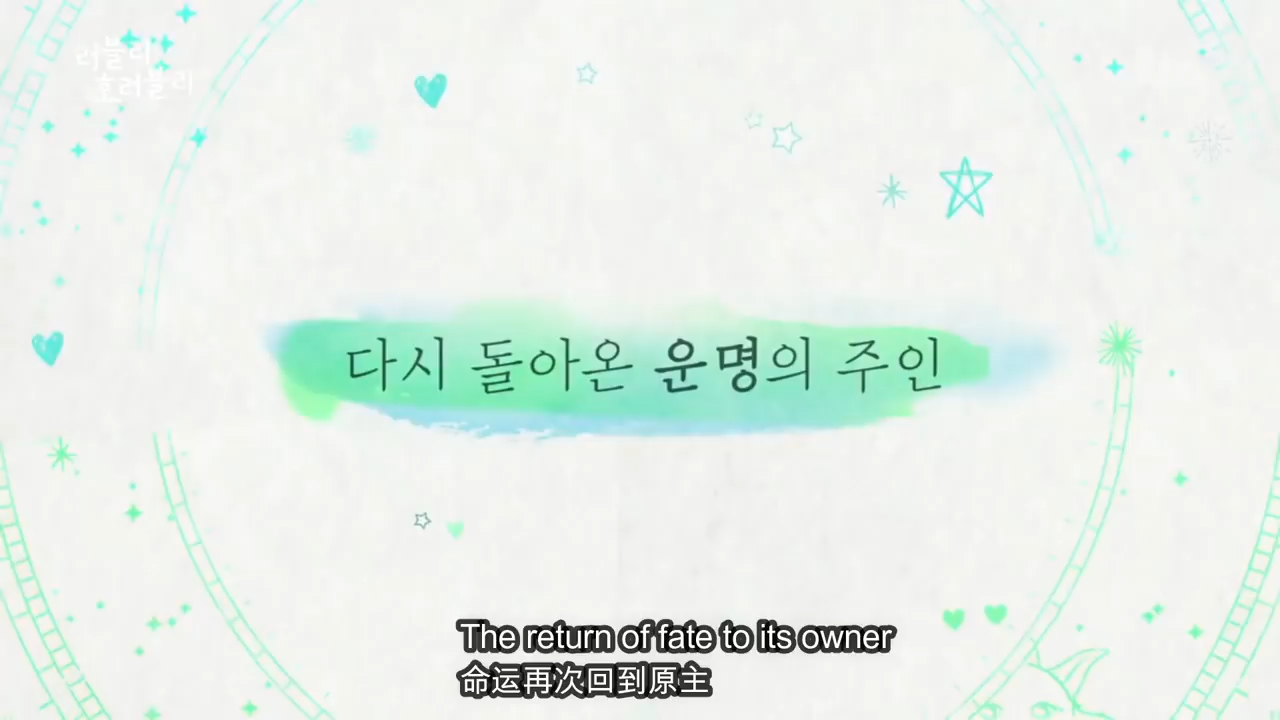 러블리
호러블리
다시 돌아온 운명의 주인
The return of fate to its owner
命运再次回到原主